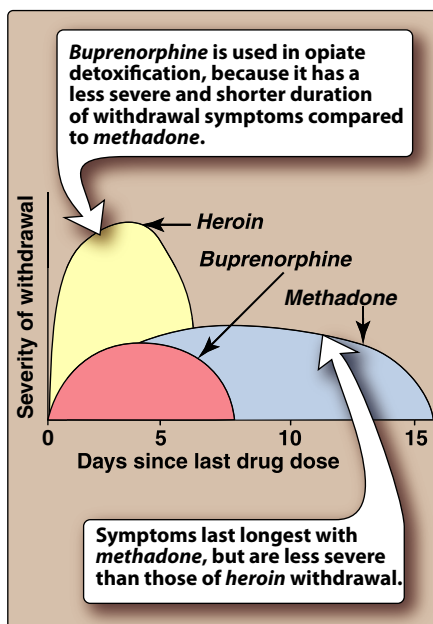 Buprenorphine is used in opiate
detoxification, because it has a
less severe and shorter duration
of withdrawal symptoms compared
to methadone.
Severity of withdrawal
Heroin
Buprenorphine
Methadone
0
5
10
15
Days since last drug dose
Symptoms last longest with
methadone, but are less severe
than those of heroin withdrawal.